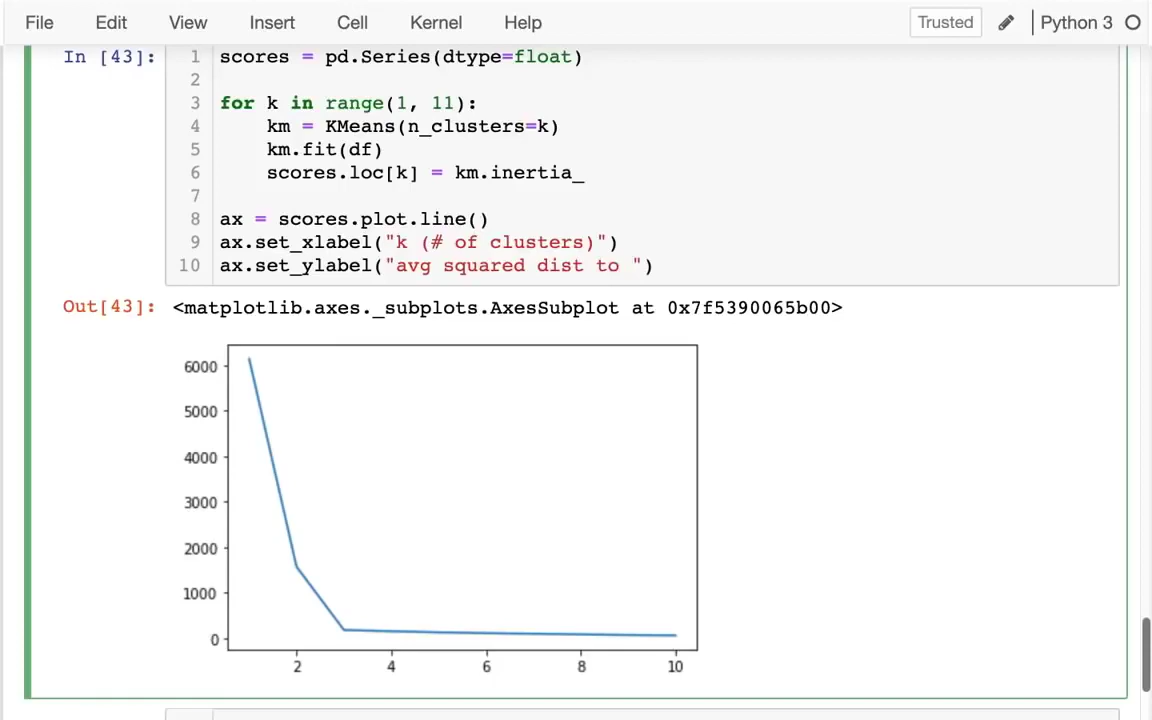 File Edit View Insert Cell Kernel Help Trusted Python 3
In [43]:
1 scores = pd.Series(dtype=float)
2
3 for k in range(1, 11):
4     km = KMeans(n_clusters=k)
5     km.fit(df)
6     scores.loc[k] = km.inertia_
7
8 ax = scores.plot.line()
9 ax.set_xlabel("k (# of clusters)")
10 ax.set_ylabel("avg squared dist to ")
Out[43]: <matplotlib.axes._subplots.AxesSubplot at 0x7f5390065b00>
6000
5000
4000
3000
2000
1000
0
2 4 6 8 10